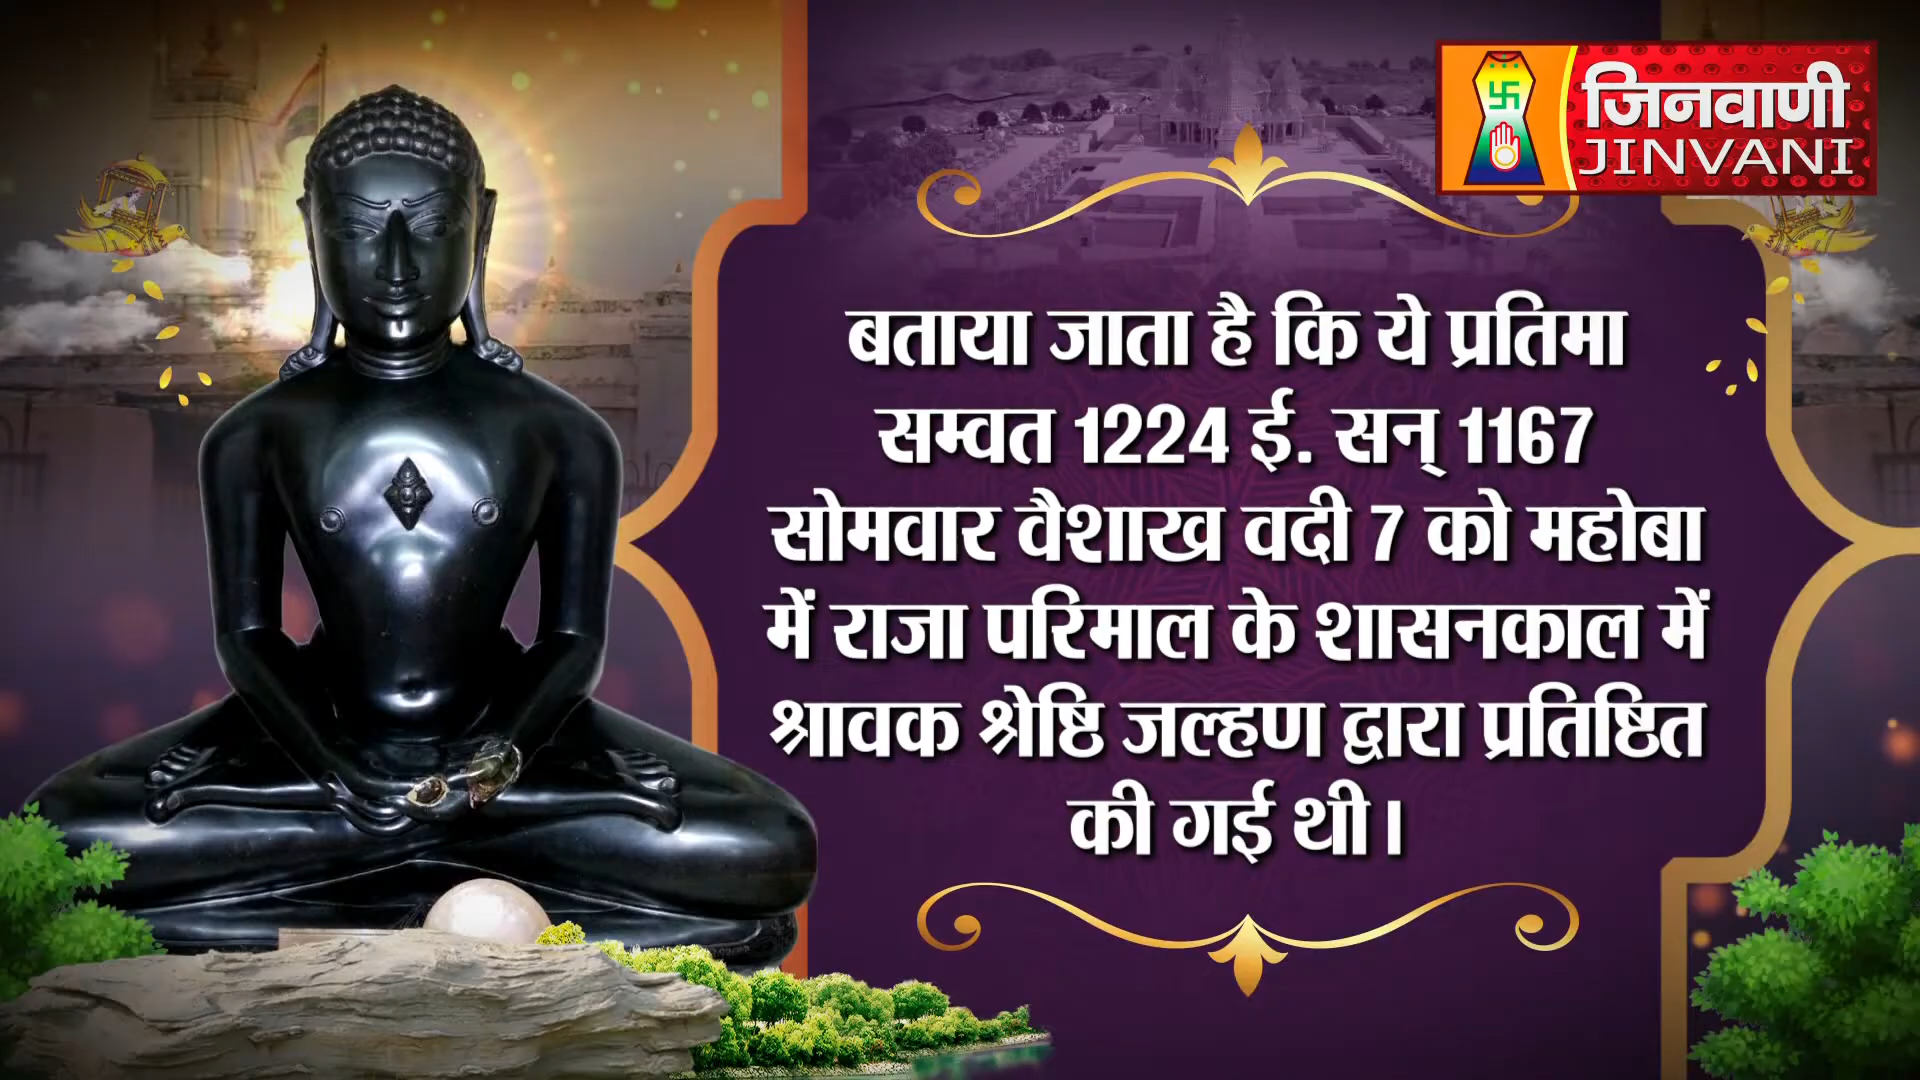 जिनवाणी
JINVANI
बताया जाता है कि ये प्रतिमा
सम्वत 1224 ई. सन् 1167
सोमवार वैशाख वदी 7 को महोबा
में राजा परिमाल के शासनकाल में
श्रावक श्रेष्ठि जल्हण द्वारा प्रतिष्ठित
की गई थी।